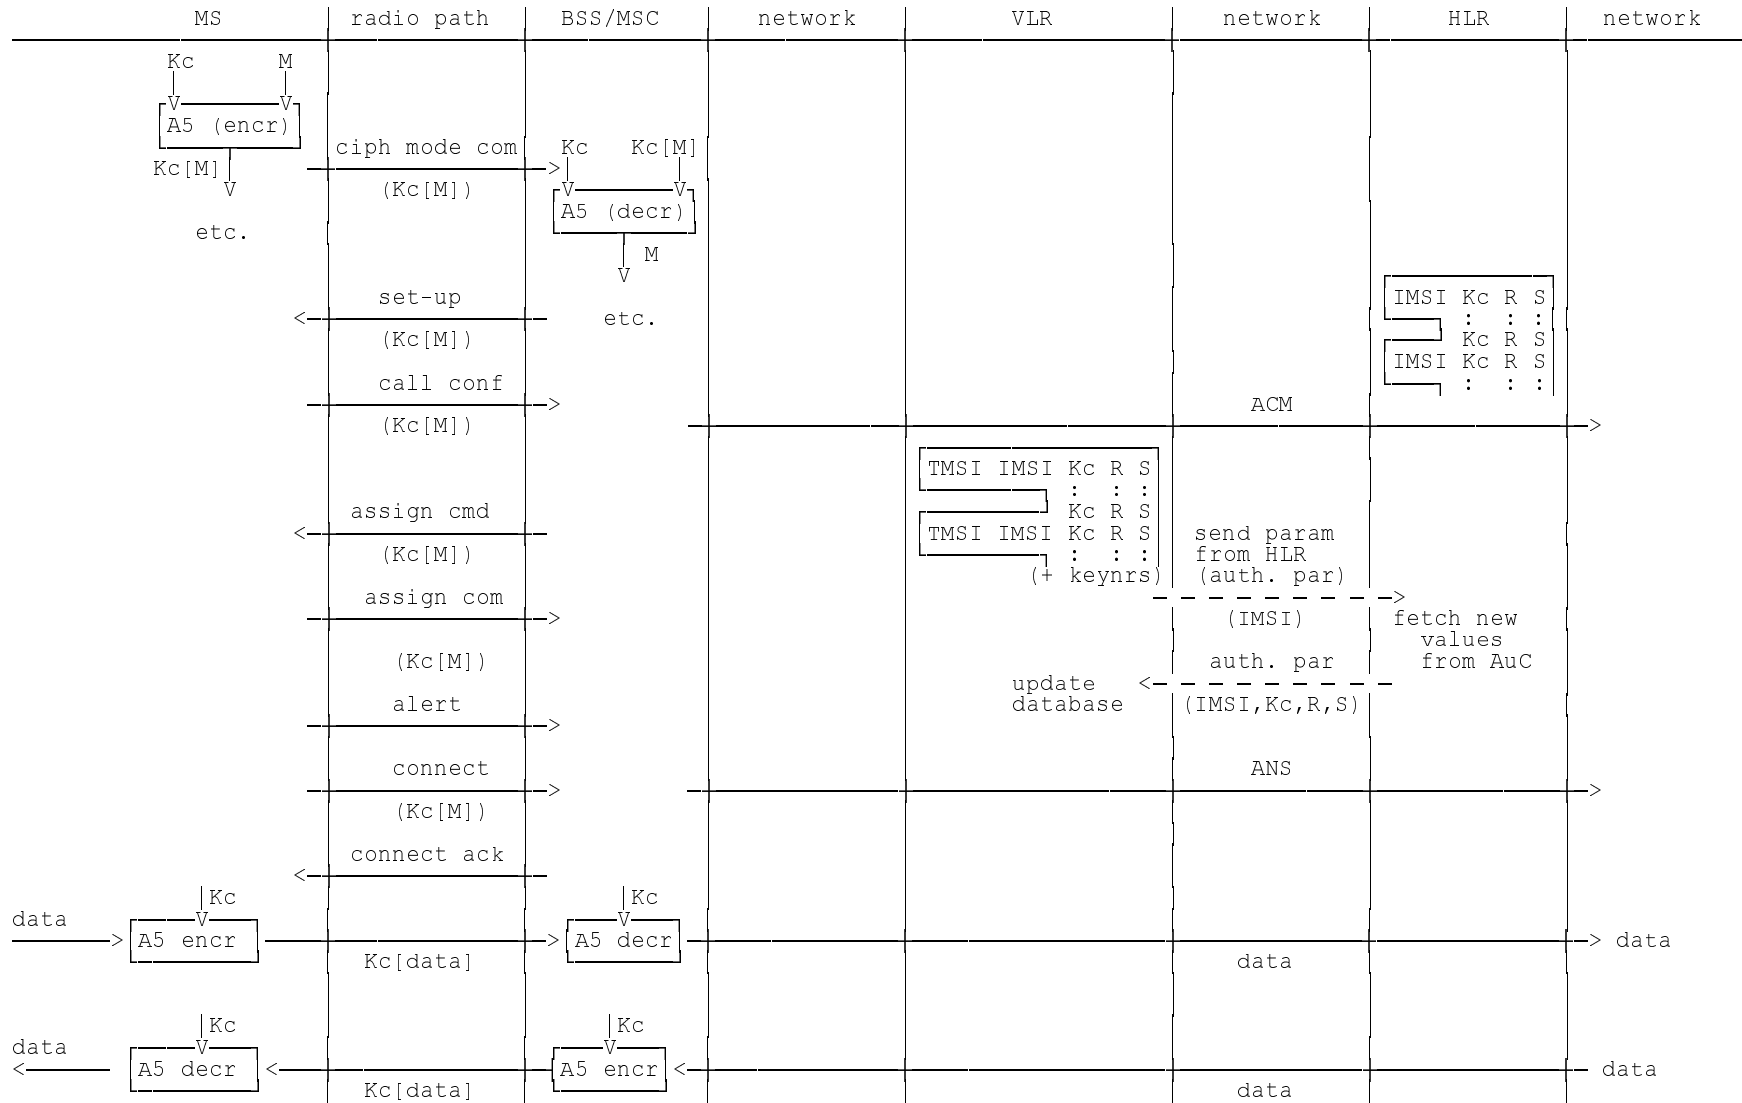 MS radio path BSS/MSC network VLR network HLR network
Kc M
V V
A5 (encr)
ciph mode com Kc Kc[M]
Kc[M] >
V (Kc[M]) V V
A5 (decr)
etc.
M
V
set-up IMSI Kc R S
< etc. : : :
(Kc[M]) Kc R S
IMSI Kc R S
call conf : : :
> ACM
(Kc[M]) >
TMSI IMSI Kc R S
: : :
assign cmd Kc R S
< TMSI IMSI Kc R S send param
(Kc[M]) : : : from HLR
(+ keynrs) (auth. par)
assign com >
> (IMSI) fetch new
values
(Kc[M]) auth. par from AuC
update <
alert database (IMSI,Kc,R,S)
>
connect ANS
> >
(Kc[M])
connect ack
<
Kc Kc
data V V
> A5 encr > A5 decr > data
Kc[data] data
Kc Kc
data V V
< A5 decr < A5 encr < data
Kc[data] data